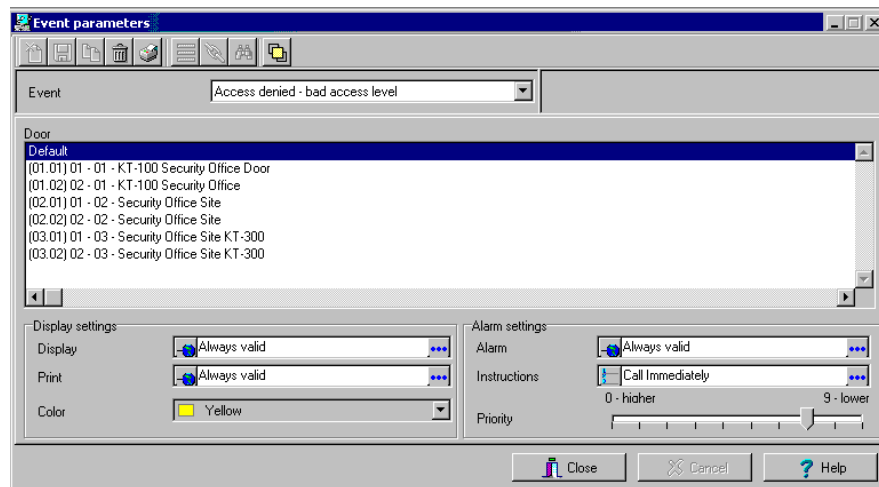 Event parameters
Event
Access denied - bad access level
Door
Default
(01.01) 01 - 01 - KT-100 Security Office Door
(01.02) 02 - 01 - KT-100 Security Office
(02.01) 01 - 02 - Security Office Site
(02.02) 02 - 02 - Security Office Site
(03.01) 01 - 03 - Security Office Site KT-300
(03.02) 02 - 03 - Security Office Site KT-300
Display settings
Display Always valid
Print Always valid
Color Yellow
Alarm settings
Alarm Always valid
Instructions Call Immediately
0 - higher 9 - lower
Priority
Close Cancel Help